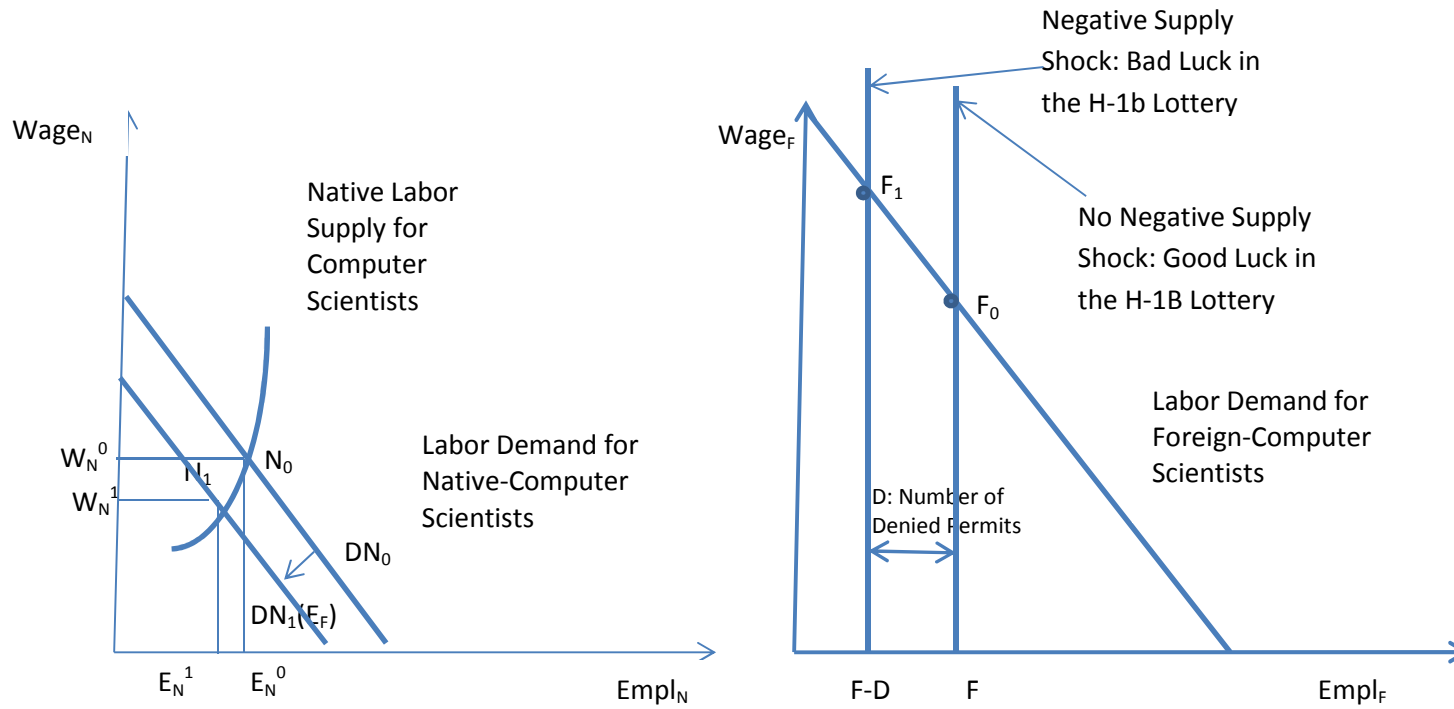 Negative Supply
Shock: Bad Luck in
the H-1b Lottery
Wage_N
Native Labor
Supply for
Computer
Scientists
W_N^0
N_1
N_0
W_N^1
Labor Demand for
Native-Computer
Scientists
DN_0
DN_1(E_F)
E_N^1
E_N^0
Empl_N
Wage_F
F_1
No Negative Supply
Shock: Good Luck in
the H-1B Lottery
F_0
Labor Demand for
Foreign-Computer
Scientists
D: Number of
Denied Permits
F-D
F
Empl_F